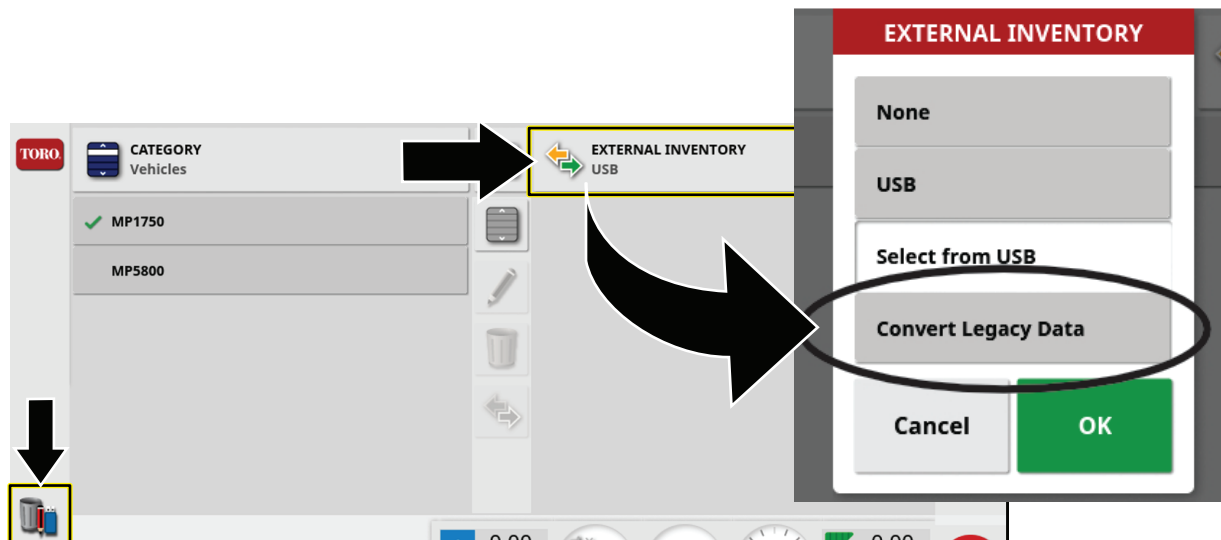 EXTERNAL INVENTORY
None
USB
Select from USB
Convert Legacy Data
Cancel
OK
TORO
CATEGORY
Vehicles
EXTERNAL INVENTORY
USB
MP1750
MP5800